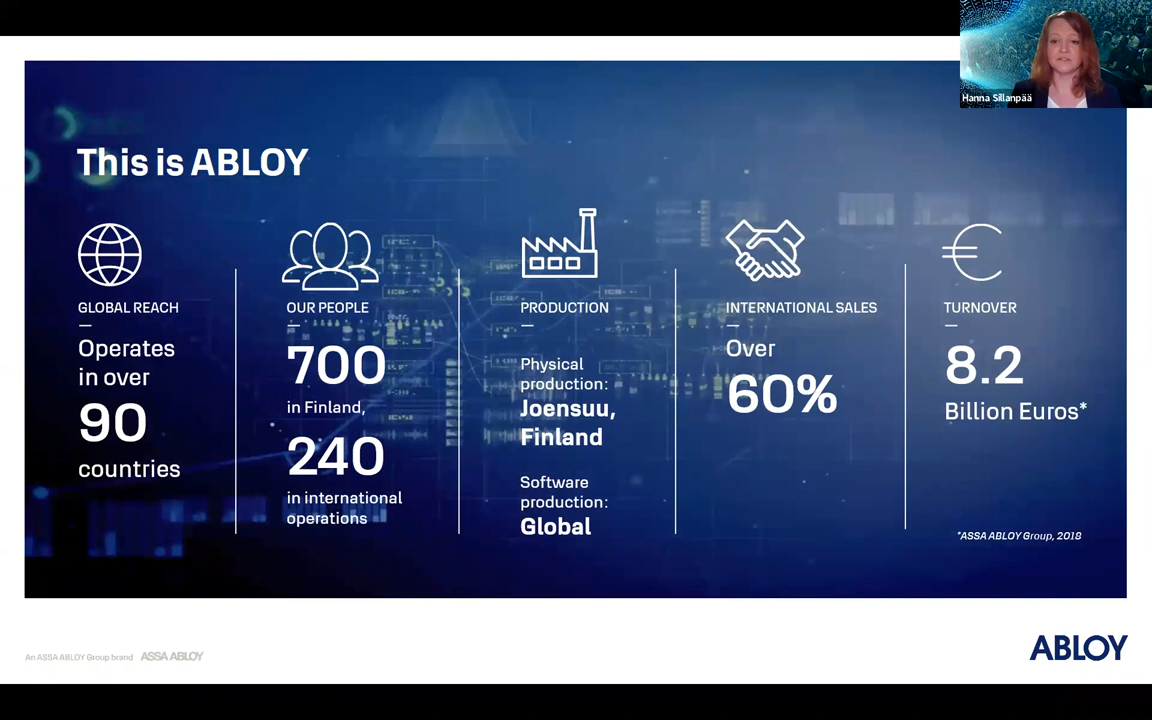 Hanna Sillanpää
This is ABLOY
GLOBAL REACH
Operates
in over
90
countries
OUR PEOPLE
700
in Finland,
240
in international
operations
PRODUCTION
Physical
production:
Joensuu,
Finland
Software
production:
Global
INTERNATIONAL SALES
Over
60%
TURNOVER
8.2
Billion Euros*
*ASSA ABLOY Group, 2018
An ASSA ABLOY Group brand ASSA ABLOY
ABLOY